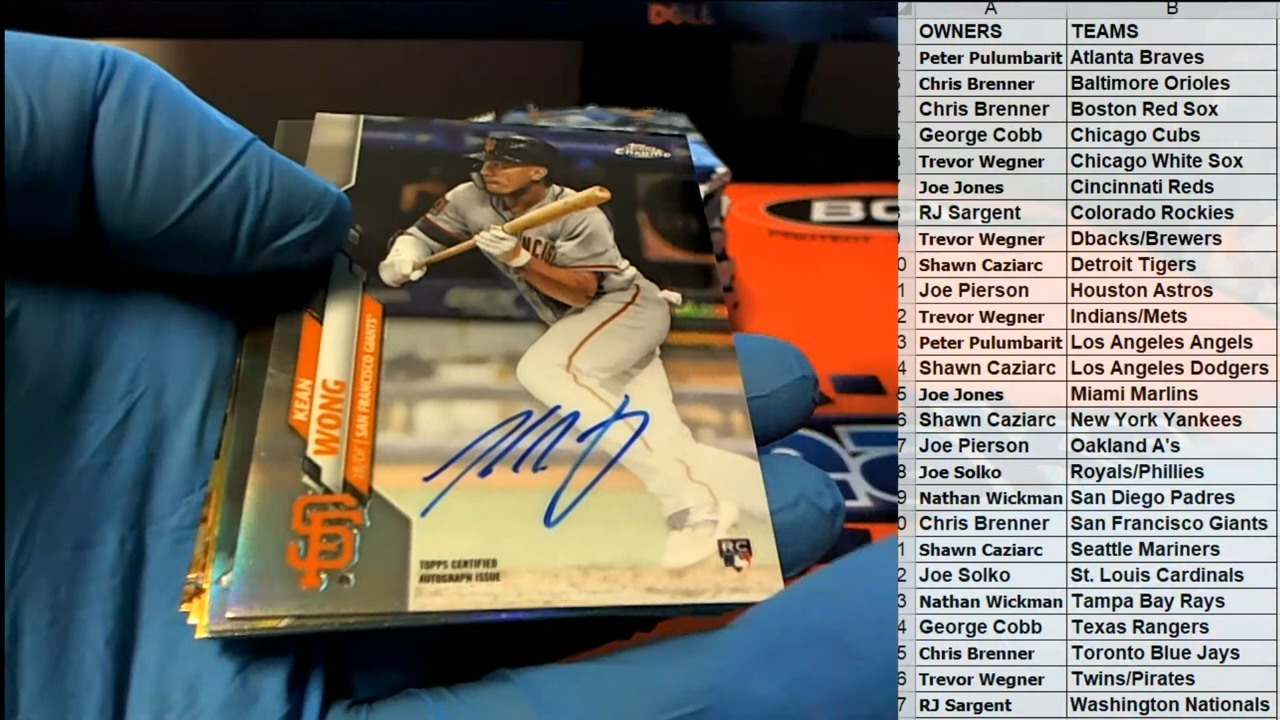 DELL
A B
OWNERS TEAMS
Peter Pulumbarit Atlanta Braves
Chris Brenner Baltimore Orioles
Chris Brenner Boston Red Sox
George Cobb Chicago Cubs
Trevor Wegner Chicago White Sox
Joe Jones Cincinnati Reds
RJ Sargent Colorado Rockies
Trevor Wegner Dbacks/Brewers
Shawn Caziarc Detroit Tigers
Joe Pierson Houston Astros
Trevor Wegner Indians/Mets
Peter Pulumbarit Los Angeles Angels
Shawn Caziarc Los Angeles Dodgers
Joe Jones Miami Marlins
Shawn Caziarc New York Yankees
Joe Pierson Oakland A's
Joe Solko Royals/Phillies
Nathan Wickman San Diego Padres
Chris Brenner San Francisco Giants
Shawn Caziarc Seattle Mariners
Joe Solko St. Louis Cardinals
Nathan Wickman Tampa Bay Rays
George Cobb Texas Rangers
Chris Brenner Toronto Blue Jays
Trevor Wegner Twins/Pirates
RJ Sargent Washington Nationals
CHROME
BC
KEAN
WONG
2B/OF | SAN FRANCISCO GIANTS
SF
TOPPS CERTIFIED
AUTOGRAPH ISSUE
RC